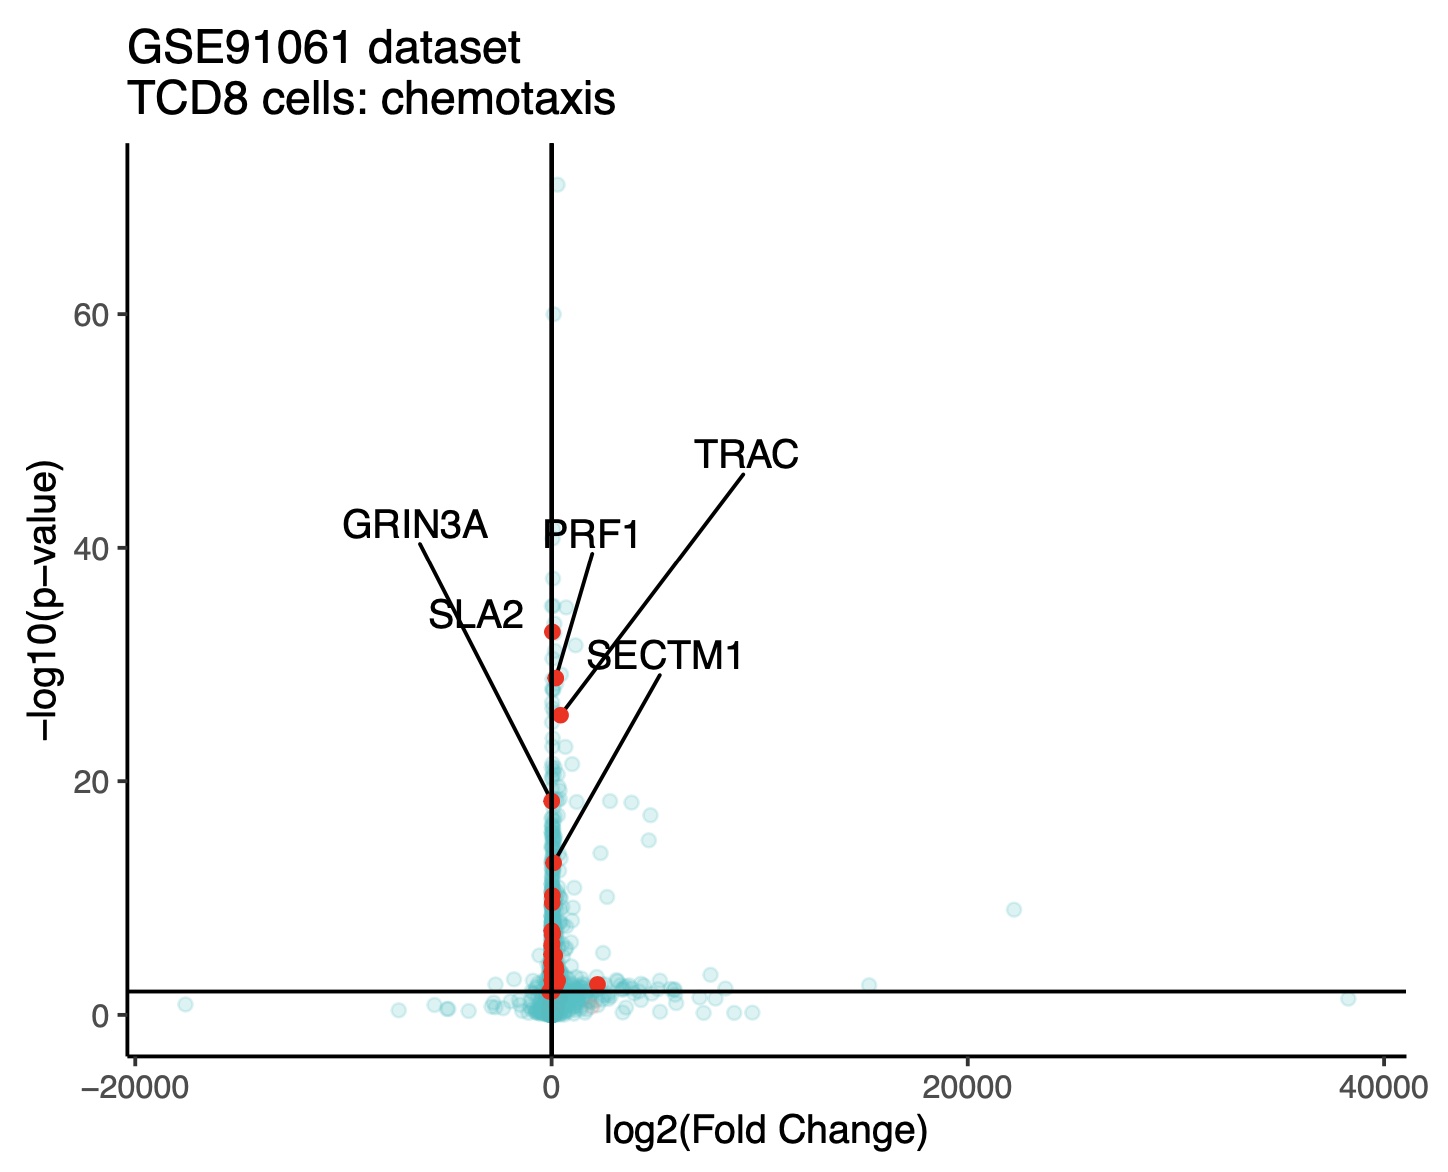 GSE91061 dataset
TCD8 cells: chemotaxis
−log10(p−value)
60
40
20
0
TRAC
GRIN3A
PRF1
SLA2
SECTM1
−20000
0
20000
40000
log2(Fold Change)